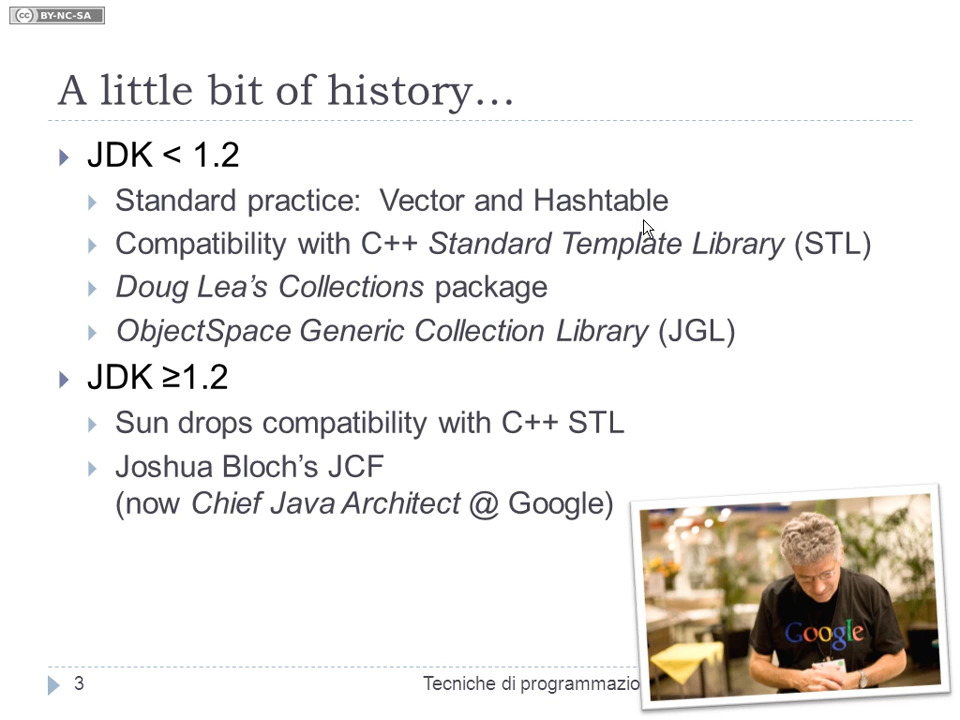 BY-NC-SA
A little bit of history…
JDK < 1.2
Standard practice: Vector and Hashtable
Compatibility with C++ Standard Template Library (STL)
Doug Lea’s Collections package
ObjectSpace Generic Collection Library (JGL)
JDK ≥1.2
Sun drops compatibility with C++ STL
Joshua Bloch’s JCF
(now Chief Java Architect @ Google)
Google
3 Tecniche di programmazio